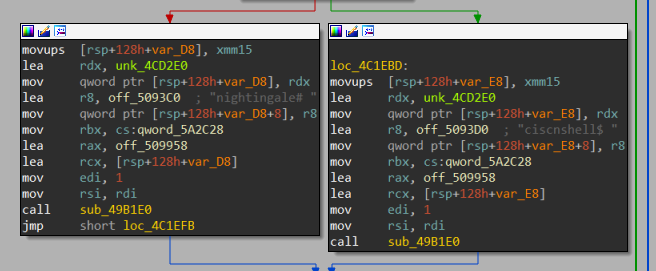 movups [rsp+128h+var_D8], xmm15
lea rdx, unk_4CD2E0
mov qword ptr [rsp+128h+var_D8], rdx
lea r8, off_5093C0 ; "nightingale# "
mov qword ptr [rsp+128h+var_D8+8], r8
mov rbx, cs:qword_5A2C28
lea rax, off_509958
lea rcx, [rsp+128h+var_D8]
mov edi, 1
mov rsi, rdi
call sub_49B1E0
jmp short loc_4C1EFB
loc_4C1EBD:
movups [rsp+128h+var_E8], xmm15
lea rdx, unk_4CD2E0
mov qword ptr [rsp+128h+var_E8], rdx
lea r8, off_5093D0 ; "ciscnshell$ "
mov qword ptr [rsp+128h+var_E8+8], r8
mov rbx, cs:qword_5A2C28
lea rax, off_509958
lea rcx, [rsp+128h+var_E8]
mov edi, 1
mov rsi, rdi
call sub_49B1E0